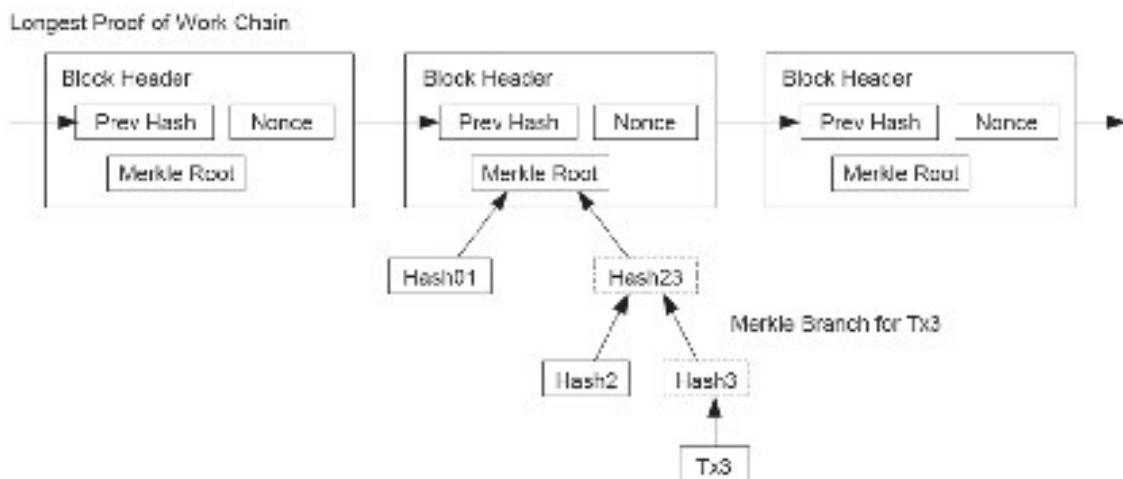 Longest Proof of Work Chain
Block Header Block Header Block Header
Prev Hash Nonce Prev Hash Nonce Prev Hash Nonce
Merkle Root Merkle Root Merkle Root
Hash01 Hash23
Merkle Branch for Tx3
Hash2 Hash3
Tx3